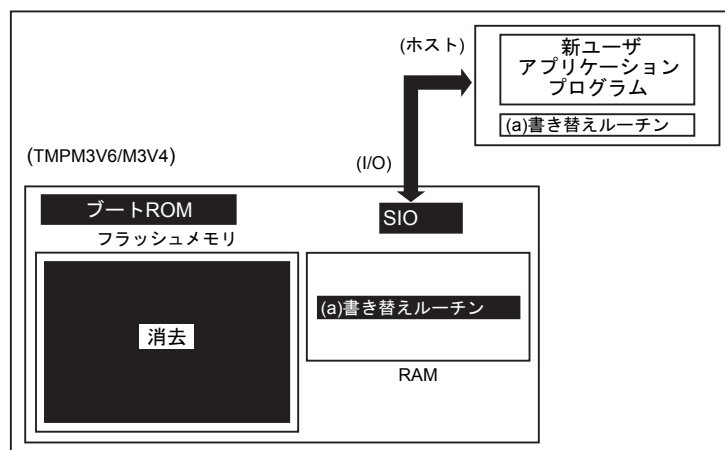 (ホスト)
新ユーザ
アプリケーション
プログラム
(a)書き替えルーチン
(TMPM3V6/M3V4)
(I/O)
ブートROM
SIO
フラッシュメモリ
消去
(a)書き替えルーチン
RAM